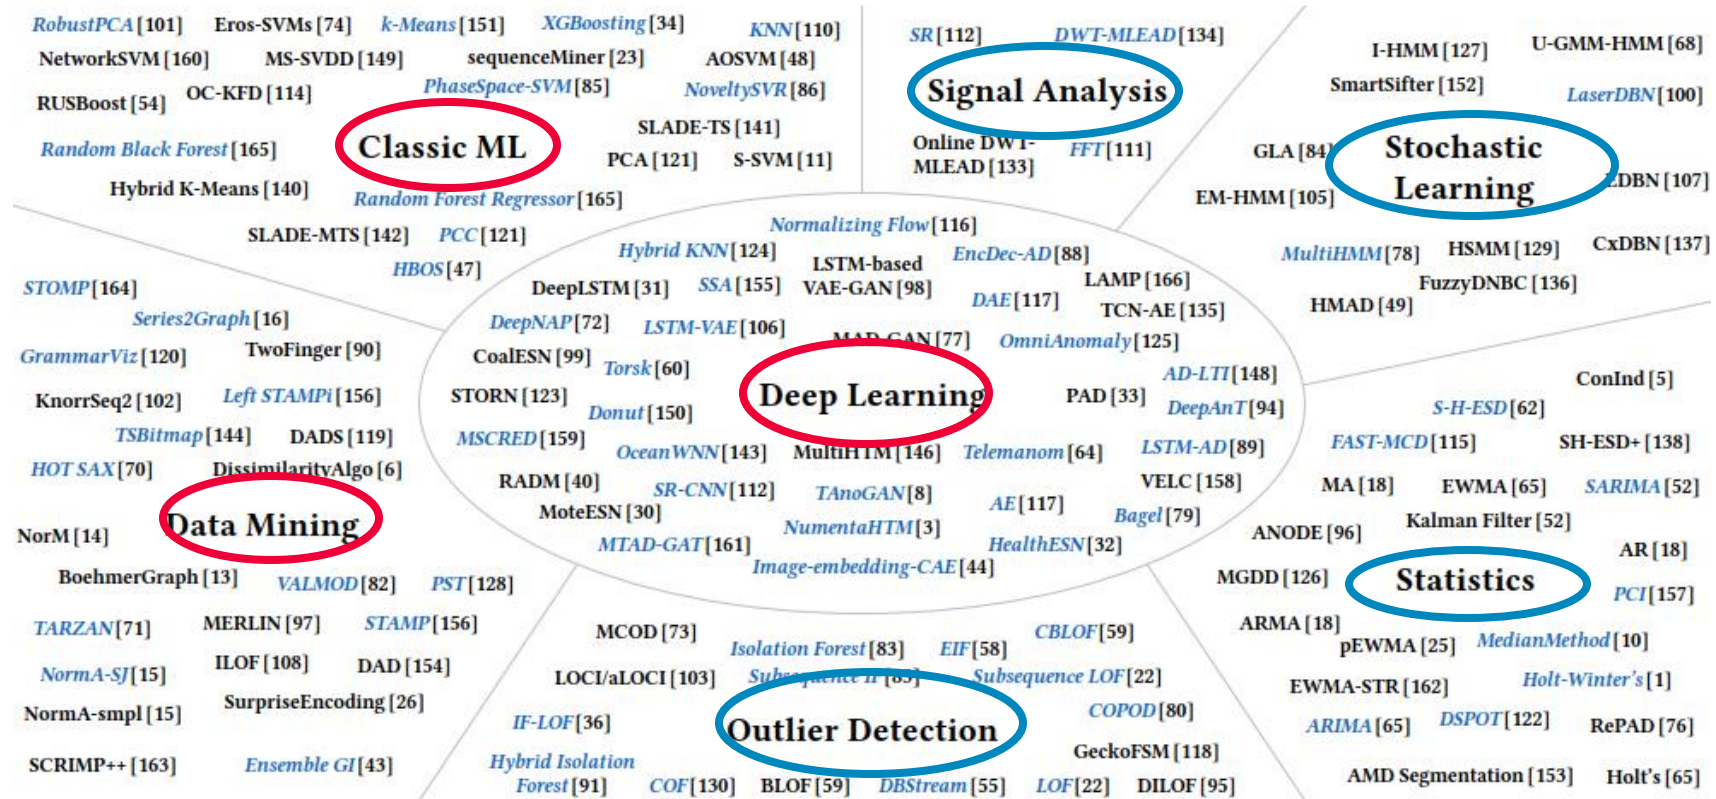 RobustPCA [101] Eros-SVMs [74] k-Means [151] XGBoosting [34] KNN [110]
NetworkSVM [160] MS-SVDD [149] sequenceMiner [23] AOSVM [48]
RUSBoost [54] OC-KFD [114] PhaseSpace-SVM [85] NoveltySVR [86]
Classic ML
SLADE-TS [141]
Random Black Forest [165] PCA [121] S-SVM [11]
Hybrid K-Means [140] Random Forest Regressor [165]
SLADE-MTS [142] PCC [121]
HBOS [47]
SR [112] DWT-MLEAD [134]
Signal Analysis
Online DWT-
MLEAD [133] FFT [111]
I-HMM [127] U-GMM-HMM [68]
SmartSifter [152] LaserDBN [100]
Stochastic
Learning
GLA [84]
EM-HMM [105] EDBN [107]
MultiHMM [78] HSMM [129] CxDBN [137]
FuzzyDNBC [136]
HMAD [49]
STOMP [164]
Series2Graph [16]
GrammarViz [120] TwoFinger [90]
KnorrSeq2 [102] Left STAMPi [156]
TSBitmap [144] DADS [119]
HOT SAX [70] DissimilarityAlgo [6]
Data Mining
NorM [14]
BoehmerGraph [13] VALMOD [82] PST [128]
TARZAN [71] MERLIN [97] STAMP [156]
NormA-SJ [15] ILOF [108] DAD [154]
NormA-smpl [15] SurpriseEncoding [26]
SCRIMP++ [163] Ensemble GI [43]
Normalizing Flow [116]
Hybrid KNN [124] LSTM-based EncDec-AD [88]
DeepLSTM [31] SSA [155] VAE-GAN [98] DAE [117] LAMP [166]
TCN-AE [135]
DeepNAP [72] LSTM-VAE [106] MAD-GAN [77] OmniAnomaly [125]
CoalESN [99] Torsk [60] AD-LTI [148]
Deep Learning
STORN [123] Donut [150] PAD [33] DeepAnT [94]
MSCRED [159] OceanWNN [143] MultiHTM [146] Telemanom [64] LSTM-AD [89]
RADM [40] SR-CNN [112] TAnoGAN [8] AE [117] VELC [158]
MoteESN [30] NumentaHTM [3] Bagel [79]
MTAD-GAT [161] HealthESN [32]
Image-embedding-CAE [44]
MCOD [73] Isolation Forest [83] EIF [58] CBLOF [59]
LOCI/aLOCI [103] Subsequence IF [83] Subsequence LOF [22]
IF-LOF [36] COPOD [80]
Outlier Detection
GeckoFSM [118]
Hybrid Isolation
Forest [91] COF [130] BLOF [59] DBStream [55] LOF [22] DILOF [95]
ConInd [5]
S-H-ESD [62]
FAST-MCD [115] SH-ESD+ [138]
MA [18] EWMA [65] SARIMA [52]
ANODE [96] Kalman Filter [52]
AR [18]
MGDD [126] Statistics PCI [157]
ARMA [18]
pEWMA [25] MedianMethod [10]
EWMA-STR [162] Holt-Winter's [1]
ARIMA [65] DSPOT [122] RePAD [76]
AMD Segmentation [153] Holt's [65]